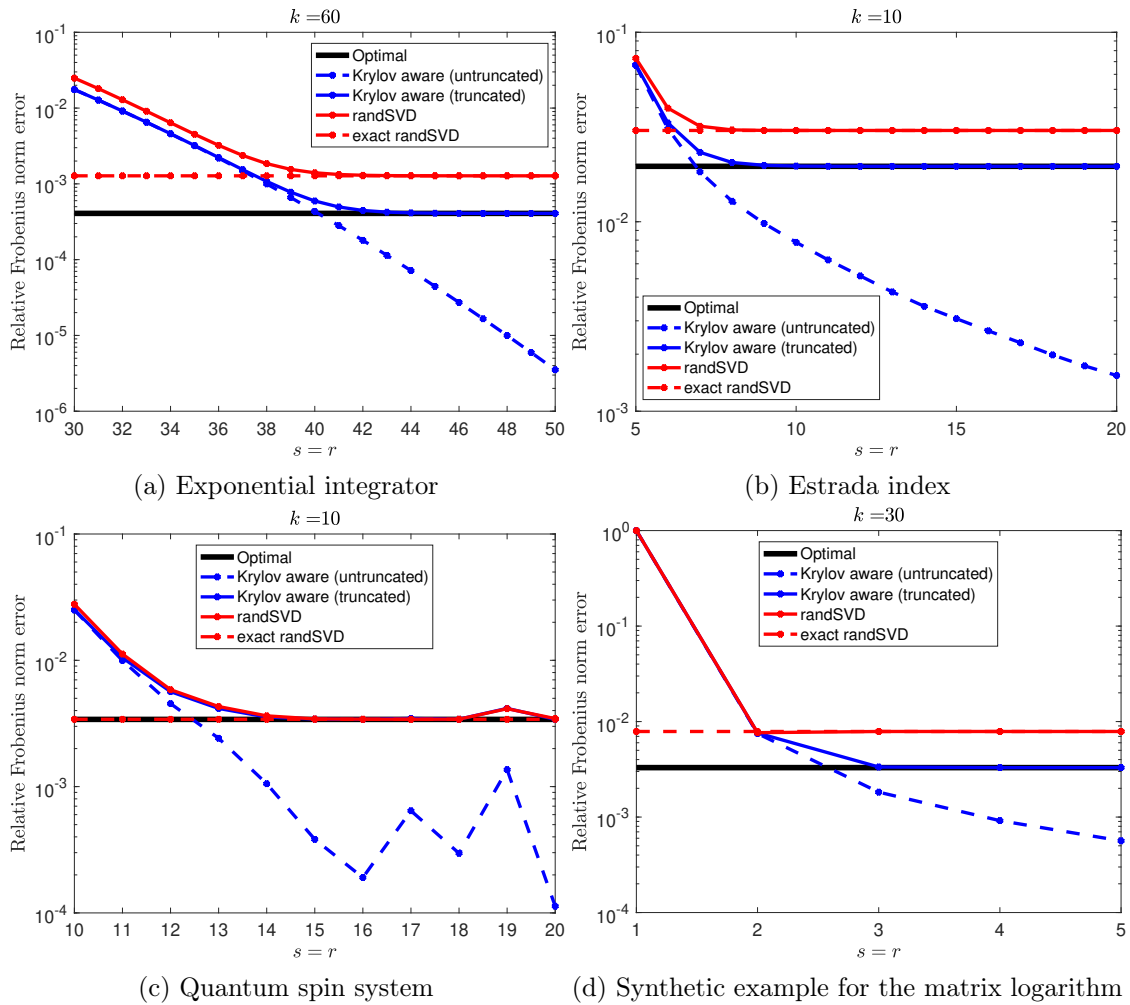 k =60
Relative Frobenius norm error
10^-1
10^-2
10^-3
10^-4
10^-5
10^-6
Optimal
Krylov aware (untruncated)
Krylov aware (truncated)
randSVD
exact randSVD
30 32 34 36 38 40 42 44 46 48 50
s = r
(a) Exponential integrator
k =10
Relative Frobenius norm error
10^-1
10^-2
10^-3
Optimal
Krylov aware (untruncated)
Krylov aware (truncated)
randSVD
exact randSVD
5 10 15 20
s = r
(b) Estrada index
k =10
Relative Frobenius norm error
10^-1
10^-2
10^-3
10^-4
Optimal
Krylov aware (untruncated)
Krylov aware (truncated)
randSVD
exact randSVD
10 11 12 13 14 15 16 17 18 19 20
s = r
(c) Quantum spin system
k =30
Relative Frobenius norm error
10^0
10^-1
10^-2
10^-3
10^-4
Optimal
Krylov aware (untruncated)
Krylov aware (truncated)
randSVD
exact randSVD
1 2 3 4 5
s = r
(d) Synthetic example for the matrix logarithm